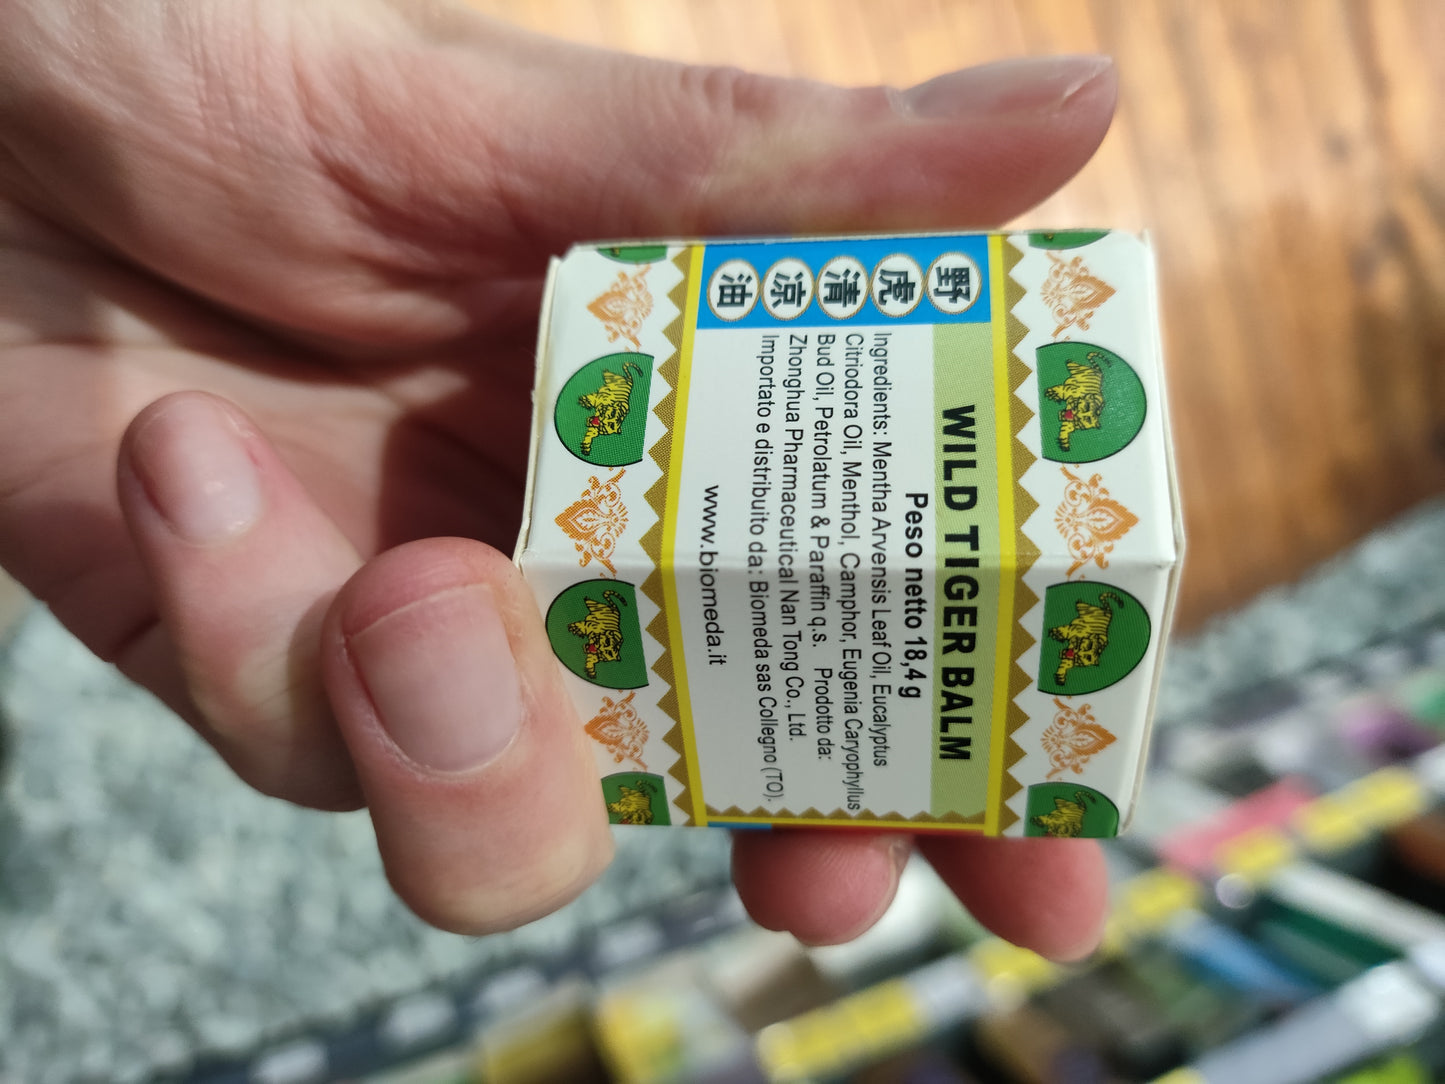 野虎清凉油
WILD TIGER BALM
Peso netto 18,4 g
Ingredients: Mentha Arvensis Leaf Oil, Eucalyptus
Citriodora Oil, Menthol, Camphor, Eugenia Caryophyllus
Bud Oil, Petrolatum & Paraffin q.s. Prodotto da:
Zhonghua Pharmaceutical Nan Tong Co., Ltd.
Importato e distribuito da: Biomeda sas Collegno (TO).
www.biomeda.it